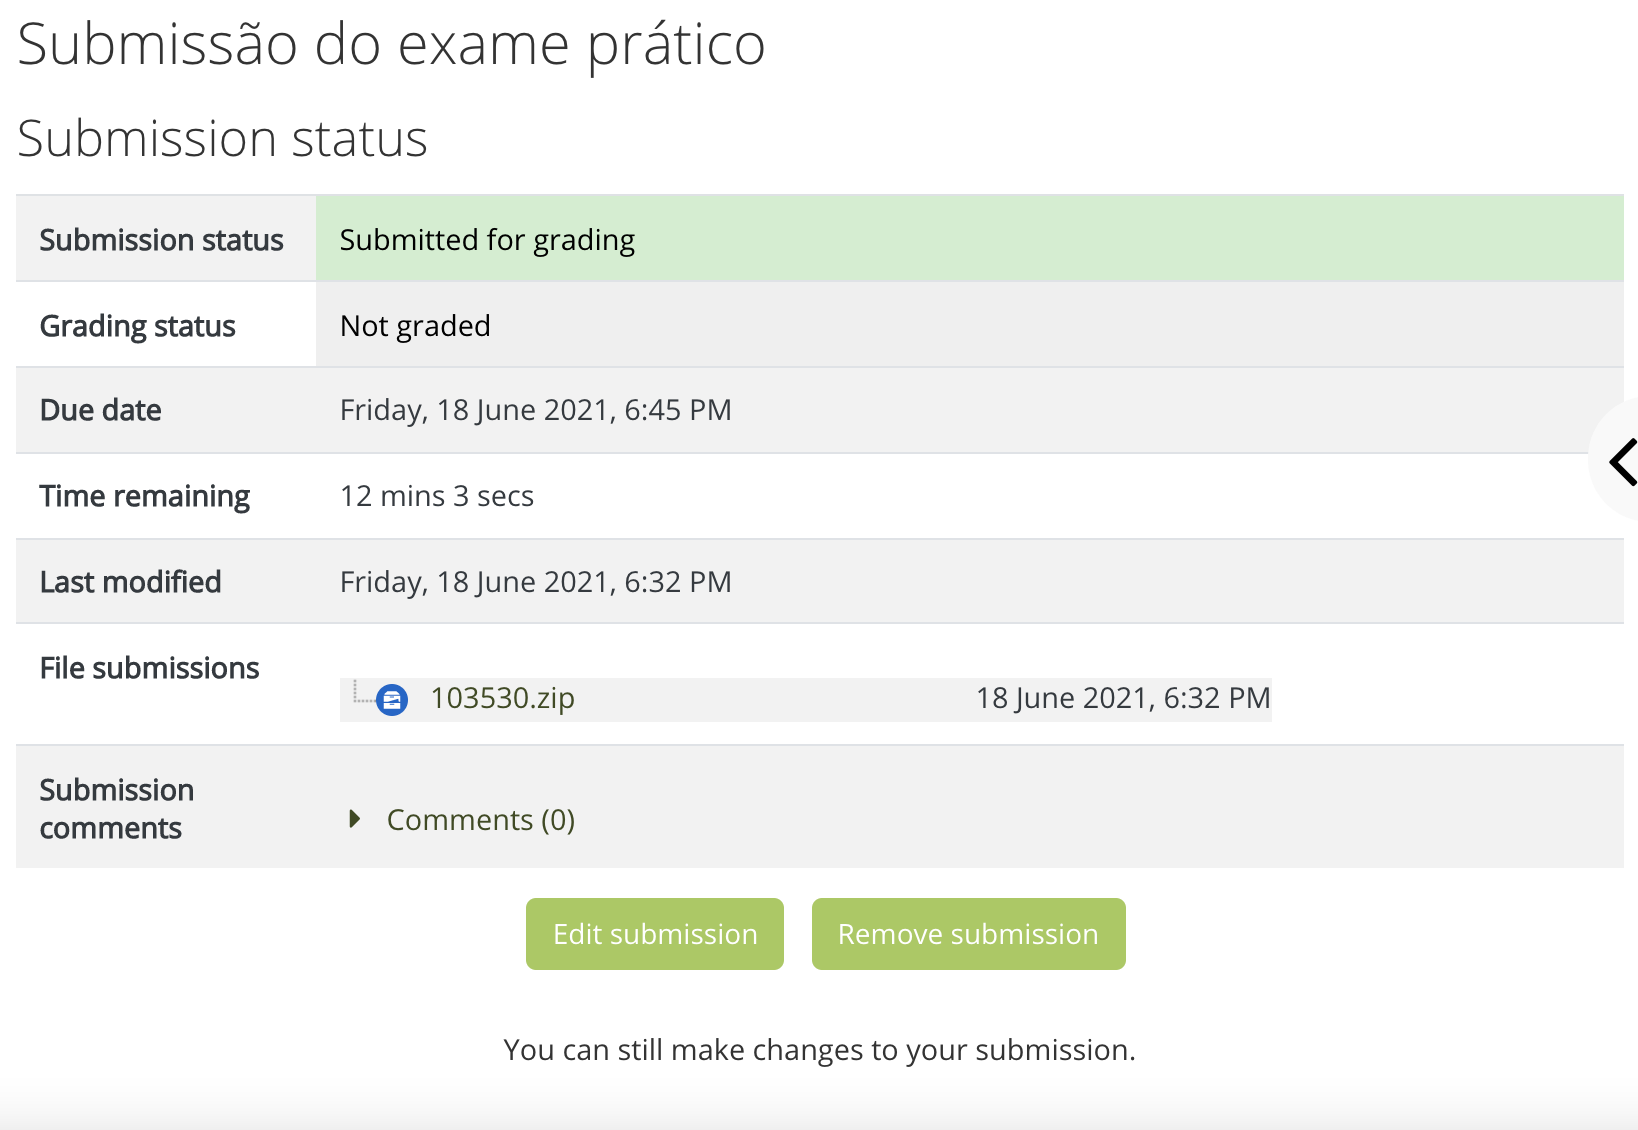 Submissão do exame prático
Submission status
Submission status Submitted for grading
Grading status Not graded
Due date Friday, 18 June 2021, 6:45 PM
Time remaining 12 mins 3 secs
Last modified Friday, 18 June 2021, 6:32 PM
File submissions
103530.zip 18 June 2021, 6:32 PM
Submission
comments
Comments (0)
Edit submission Remove submission
You can still make changes to your submission.